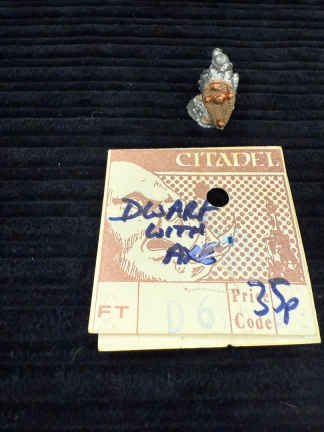 CITADEL
DWARF
WITH
AXE
FT
D6
Price
Code
35p